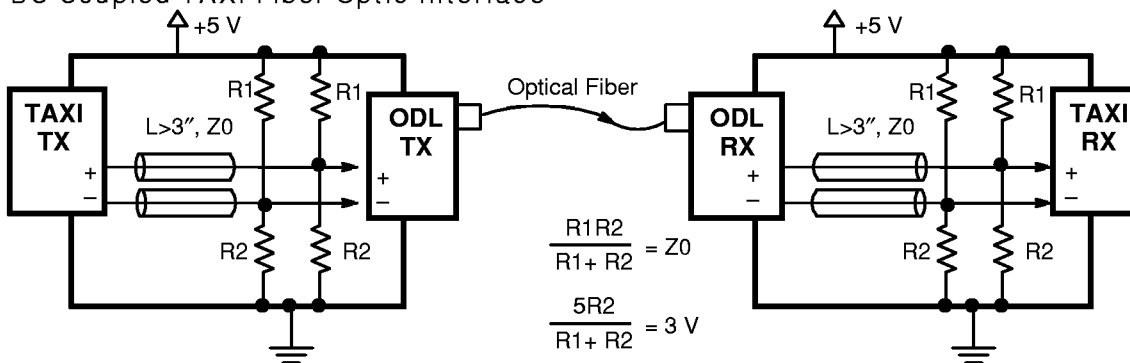 DC Coupled TAXI Fiber Optic Interface
+5 V
+5 V
R1
R1
Optical Fiber
R1
R1
TAXI
TX
L>3″, Z0
ODL
TX
ODL
RX
L>3″, Z0
TAXI
RX
+
+
+
+
–
–
–
–
R2
R2
R1R2
R1+ R2
= Z0
R2
R2
5R2
R1+ R2
= 3 V